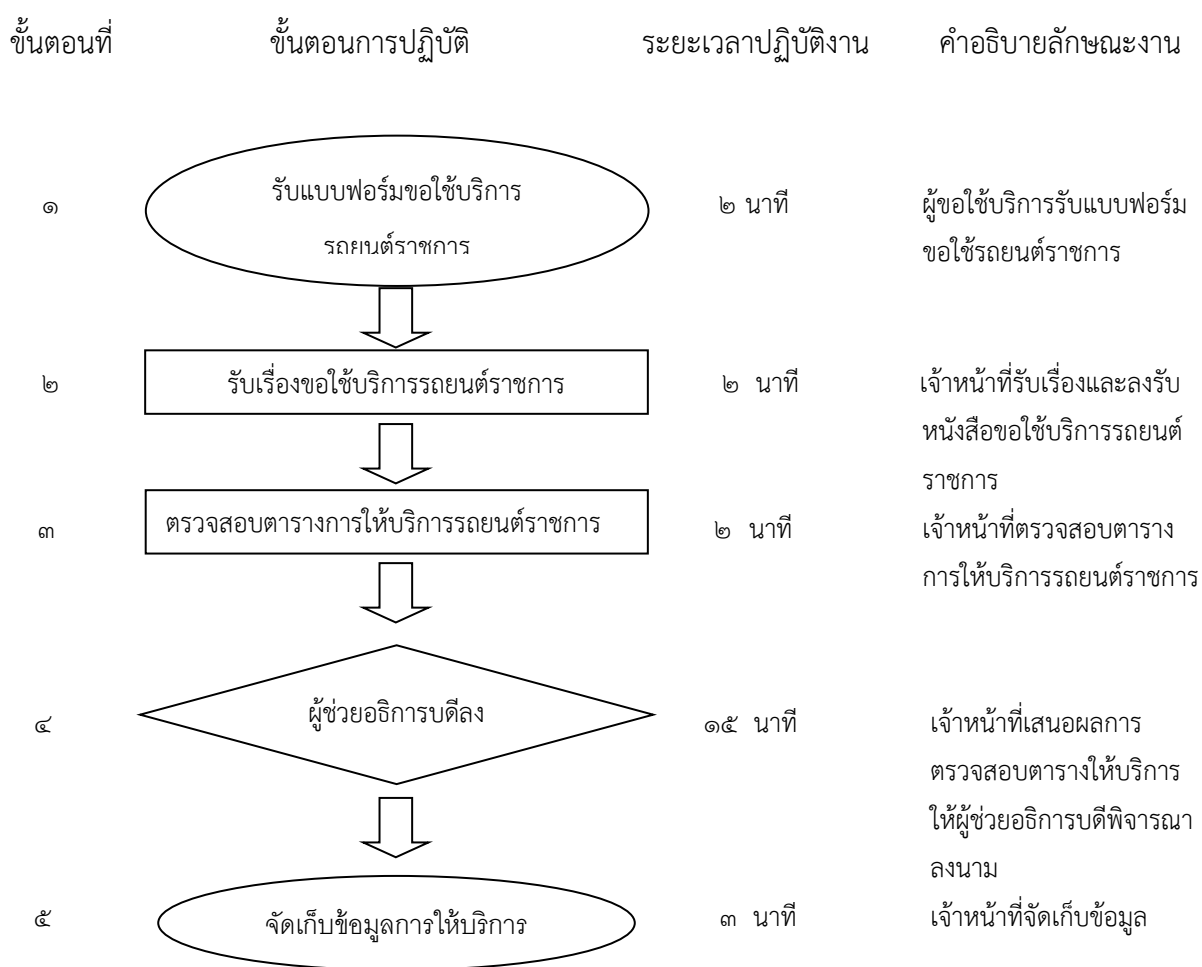 ขั้นตอนที่ ขั้นตอนการปฏิบัติ ระยะเวลาปฏิบัติงาน คำอธิบายลักษณะงาน
๑ รับแบบฟอร์มขอใช้บริการ ๒ นาที ผู้ขอใช้บริการรับแบบฟอร์ม
รถยนต์ราชการ ขอใช้รถยนต์ราชการ
๒ รับเรื่องขอใช้บริการรถยนต์ราชการ ๒ นาที เจ้าหน้าที่รับเรื่องและลงรับ
หนังสือขอใช้บริการรถยนต์
ราชการ
๓ ตรวจสอบตารางการให้บริการรถยนต์ราชการ ๒ นาที เจ้าหน้าที่ตรวจสอบตาราง
การให้บริการรถยนต์ราชการ
๔ ผู้ช่วยอธิการบดีลง ๑๕ นาที เจ้าหน้าที่เสนอผลการ
ตรวจสอบตารางให้บริการ
ให้ผู้ช่วยอธิการบดีพิจารณา
ลงนาม
๕ จัดเก็บข้อมูลการให้บริการ ๓ นาที เจ้าหน้าที่จัดเก็บข้อมูล